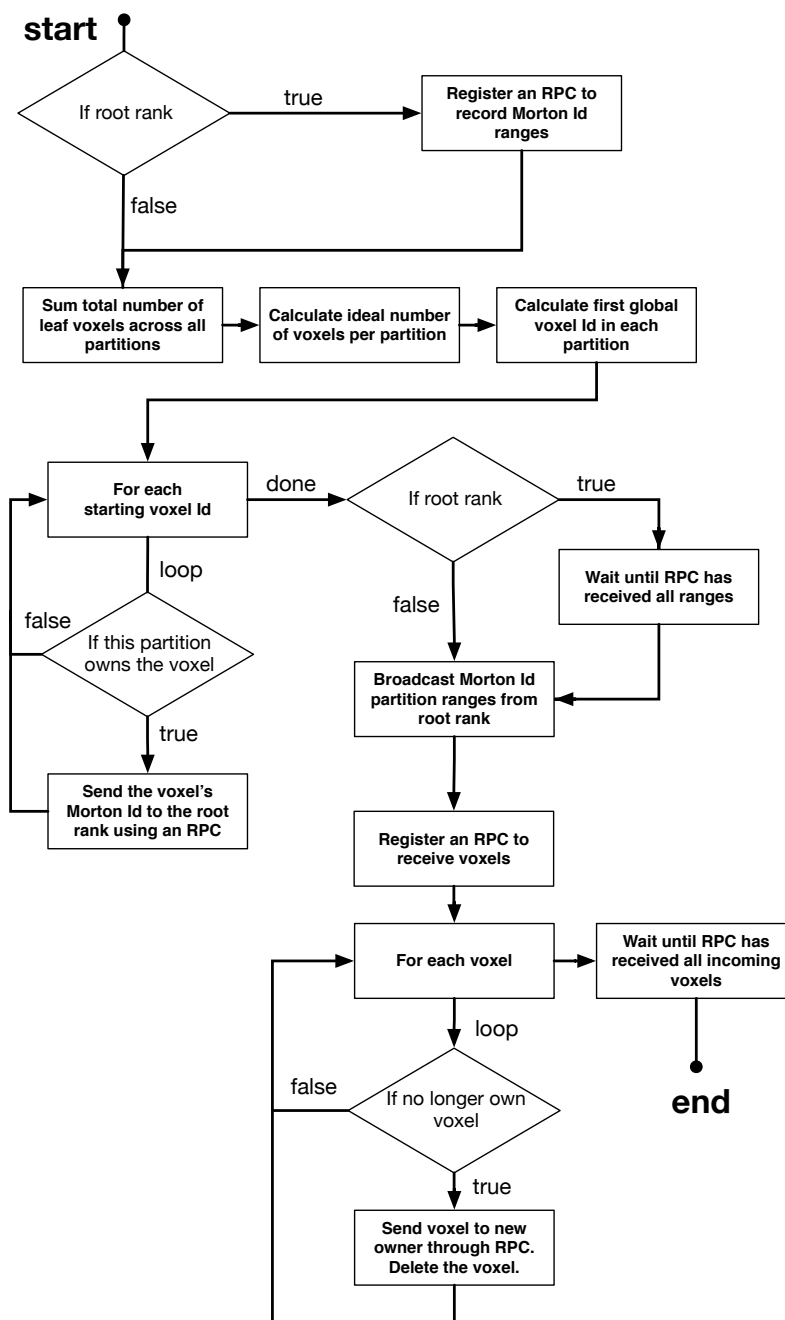 start
If root rank
true
Register an RPC to
record Morton Id
ranges
false
Sum total number of
leaf voxels across all
partitions
Calculate ideal number
of voxels per partition
Calculate first global
voxel Id in each
partition
For each
starting voxel Id
done
If root rank
true
loop
Wait until RPC has
received all ranges
false
If this partition
owns the voxel
false
Broadcast Morton Id
partition ranges from
root rank
true
Send the voxel's
Morton Id to the root
rank using an RPC
Register an RPC to
receive voxels
For each voxel
Wait until RPC has
received all incoming
voxels
loop
false
If no longer own
voxel
end
true
Send voxel to new
owner through RPC.
Delete the voxel.